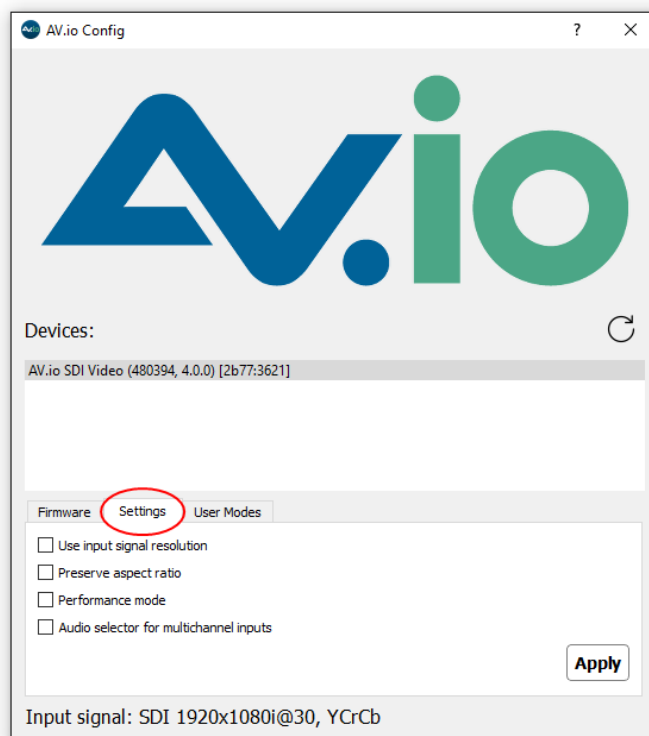 AV.io Config
?
AV.io
Devices:
AV.io SDI Video (480394, 4.0.0) [2b77:3621]
Firmware Settings User Modes
Use input signal resolution
Preserve aspect ratio
Performance mode
Audio selector for multichannel inputs
Apply
Input signal: SDI 1920x1080i@30, YCrCb